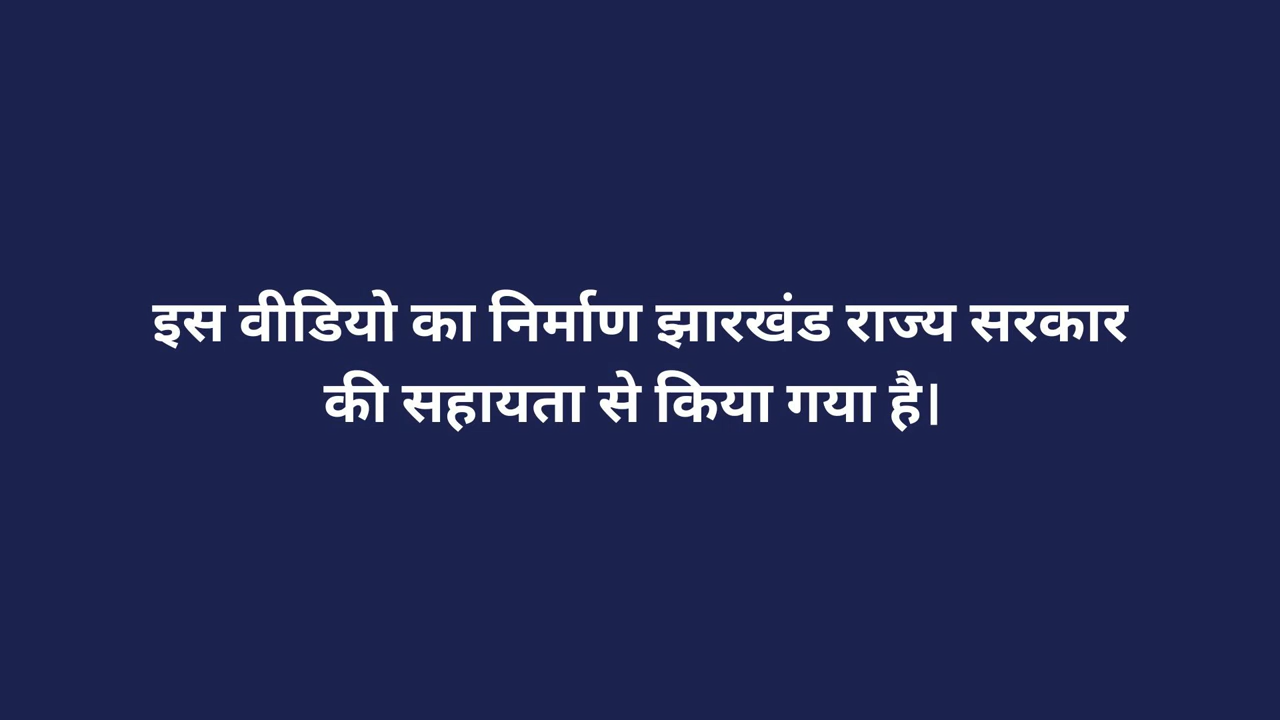 इस वीडियो का निर्माण झारखंड राज्य सरकार
की सहायता से किया गया है।